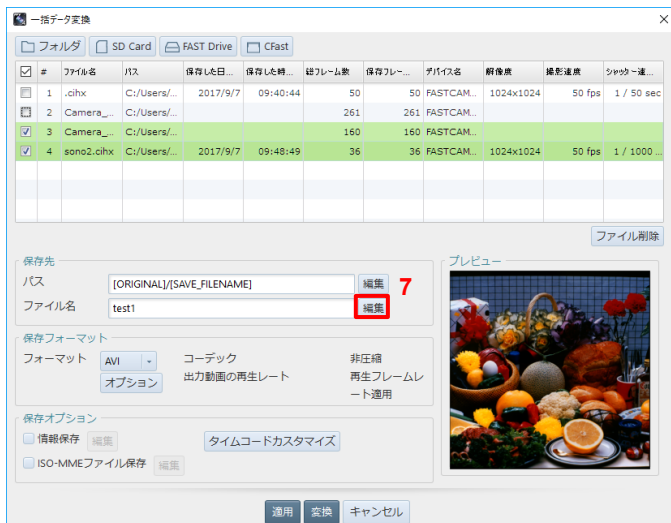 一括データ変換
フォルダ SD Card FAST Drive CFast
# ファイル名 パス 保存した日... 保存した時... 総フレーム数 保存フレー... デバイス名 解像度 撮影速度 シャッター速...
1 .cihx C:/Users/... 2017/9/7 09:40:44 50 50 FASTCAM... 1024x1024 50 fps 1 / 50 sec
2 Camera_... C:/Users/... 261 261 FASTCAM...
3 Camera_... C:/Users/... 160 160 FASTCAM...
4 sono2.cihx C:/Users/... 2017/9/7 09:48:49 36 36 FASTCAM... 1024x1024 50 fps 1 / 1000 ...
ファイル削除
保存先
パス [ORIGINAL]/[SAVE_FILENAME] 編集 7
ファイル名 test1 編集
プレビュー
保存フォーマット
フォーマット AVI コーデック 非圧縮
オプション 出力動画の再生レート 再生フレームレ
ート適用
保存オプション
情報保存 編集 タイムコードカスタマイズ
ISO-MMEファイル保存 編集
適用 変換 キャンセル